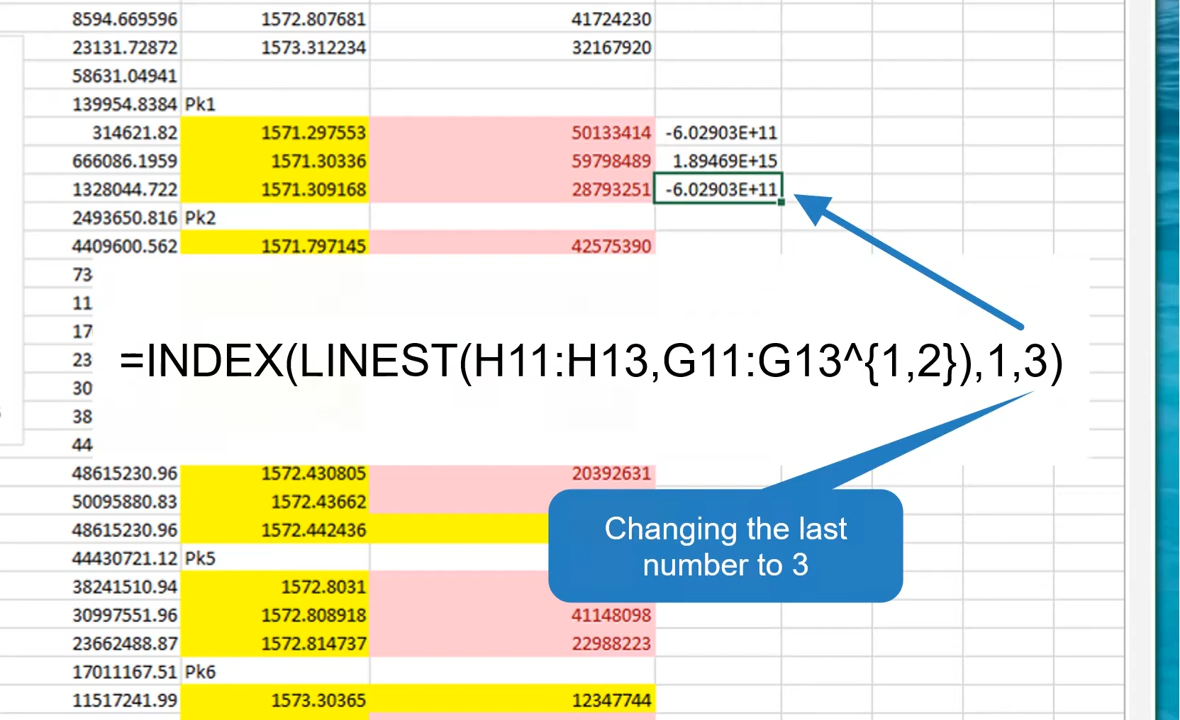 8594.669596 1572.807681 41724230
23131.72872 1573.312234 32167920
58631.04941
139954.8384 Pk1
314621.82 1571.297553 50133414 -6.02903E+11
666086.1959 1571.30336 59798489 1.89469E+15
1328044.722 1571.309168 28793251 -6.02903E+11
2493650.816 Pk2
4409600.562 1571.797145 42575390
73
11
17
=INDEX(LINEST(H11:H13,G11:G13^{1,2}),1,3)
23
30
38
44
48615230.96 1572.430805 20392631
50095880.83 1572.43662
48615230.96 1572.442436
Changing the last
number to 3
44430721.12 Pk5
38241510.94 1572.8031
30997551.96 1572.808918 41148098
23662488.87 1572.814737 22988223
17011167.51 Pk6
11517241.99 1573.30365 12347744